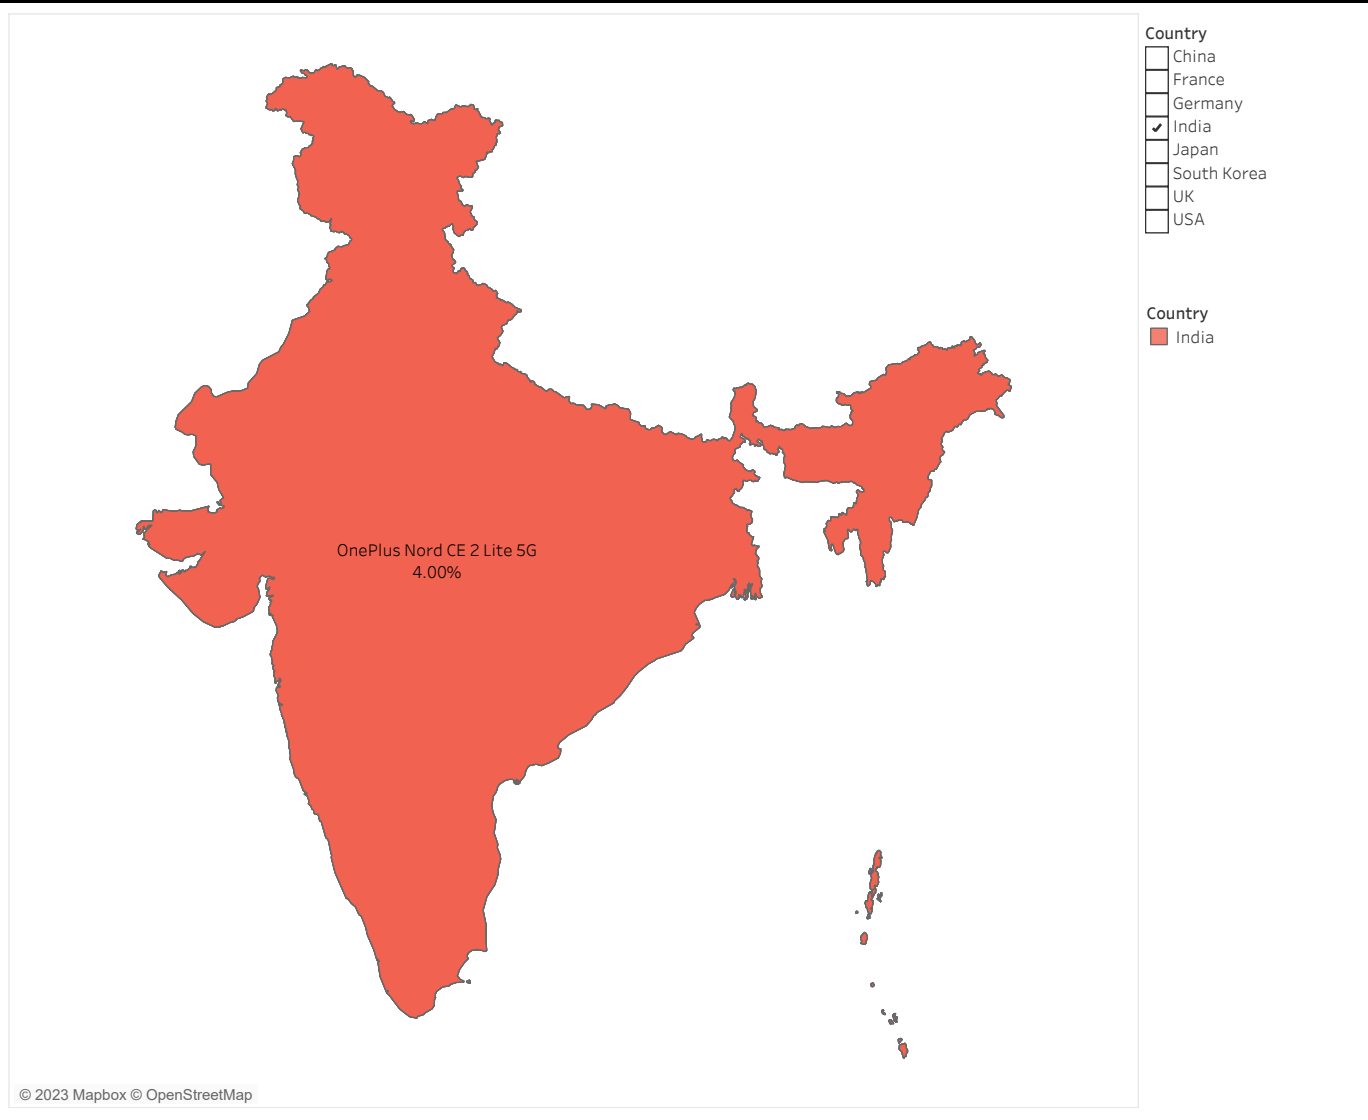 OnePlus Nord CE 2 Lite 5G
4.00%
© 2023 Mapbox © OpenStreetMap
Country
China
France
Germany
India
Japan
South Korea
UK
USA
Country
India